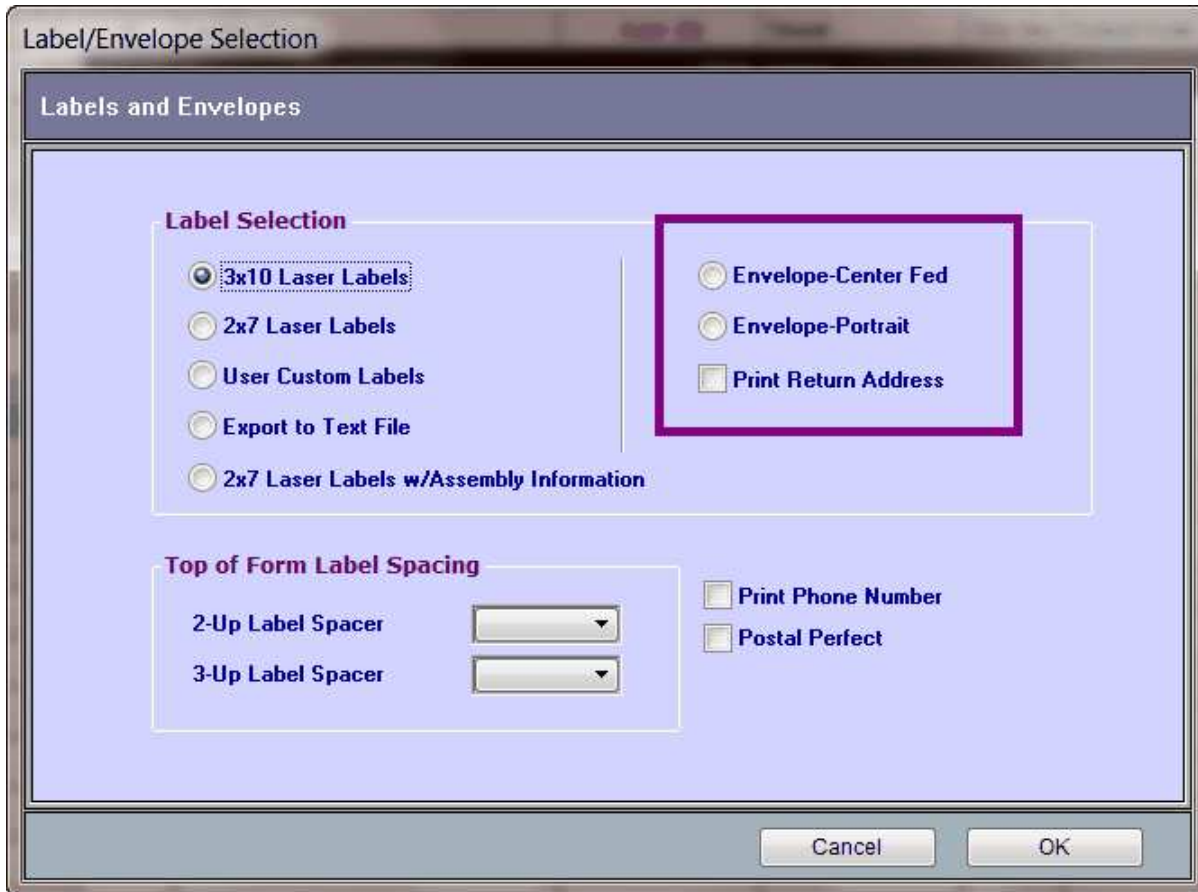 Label/Envelope Selection
Labels and Envelopes
Label Selection
3x10 Laser Labels
2x7 Laser Labels
User Custom Labels
Export to Text File
2x7 Laser Labels w/Assembly Information
Envelope-Center Fed
Envelope-Portrait
Print Return Address
Top of Form Label Spacing
2-Up Label Spacer
3-Up Label Spacer
Print Phone Number
Postal Perfect
Cancel
OK